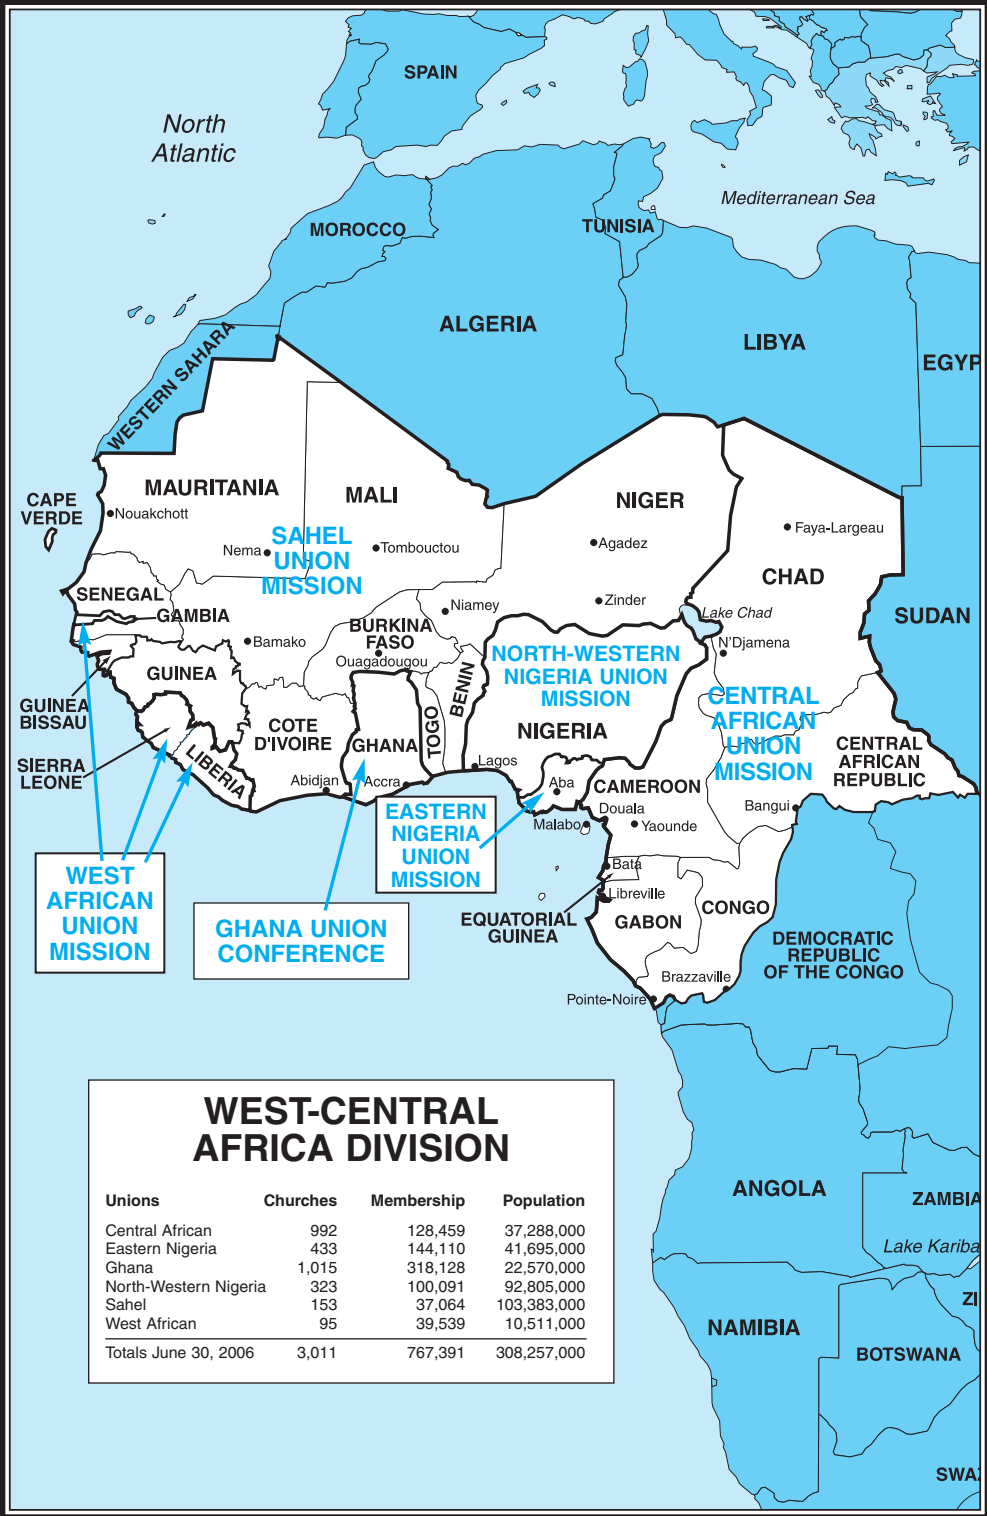 SPAIN
North
Atlantic
Mediterranean Sea
MOROCCO
TUNISIA
ALGERIA
LIBYA
EGYP
WESTERN SAHARA
CAPE
VERDE
MAURITANIA
MALI
NIGER
Nouakchott
Nema
Tombouctou
Agadez
Faya-Largeau
SAHEL
UNION
MISSION
CHAD
SENEGAL
GAMBIA
Niamey
Zinder
Lake Chad
SUDAN
BURKINA
FASO
Bamako
Ouagadougou
N'Djamena
NORTH-WESTERN
NIGERIA UNION
MISSION
GUINEA
BENIN
GUINEA
BISSAU
CENTRAL
AFRICAN
UNION
MISSION
COTE
D'IVOIRE
GHANA
TOGO
NIGERIA
CENTRAL
AFRICAN
REPUBLIC
SIERRA
LEONE
LIBERIA
Lagos
Abidjan
Accra
Aba
CAMEROON
EASTERN
NIGERIA
UNION
MISSION
Douala
Malabo
Yaounde
Bangui
WEST
AFRICAN
UNION
MISSION
Bata
Libreville
GHANA UNION
CONFERENCE
EQUATORIAL
GUINEA
GABON
CONGO
DEMOCRATIC
REPUBLIC
OF THE CONGO
Brazzaville
Pointe-Noire
WEST-CENTRAL
AFRICA DIVISION
Unions Churches Membership Population
Central African 992 128,459 37,288,000
Eastern Nigeria 433 144,110 41,695,000
Ghana 1,015 318,128 22,570,000
North-Western Nigeria 323 100,091 92,805,000
Sahel 153 37,064 103,383,000
West African 95 39,539 10,511,000
Totals June 30, 2006 3,011 767,391 308,257,000
ANGOLA
ZAMBIA
Lake Kariba
ZI
NAMIBIA
BOTSWANA
SWAZ